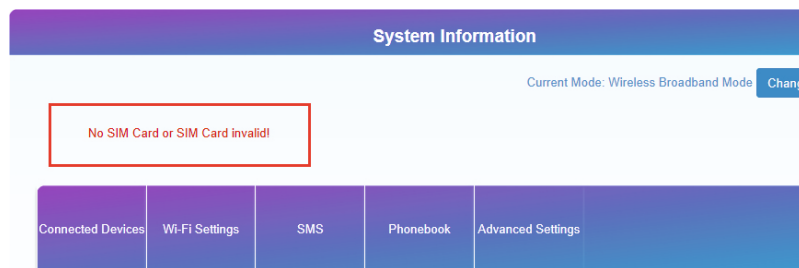 System Information
Current Mode: Wireless Broadband Mode
No SIM Card or SIM Card invalid!
Connected Devices Wi-Fi Settings SMS Phonebook Advanced Settings